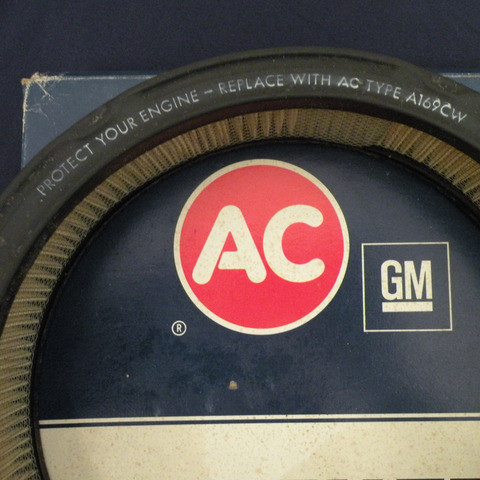 PROTECT YOUR ENGINE – REPLACE WITH AC TYPE A169CW
AC
GM
®